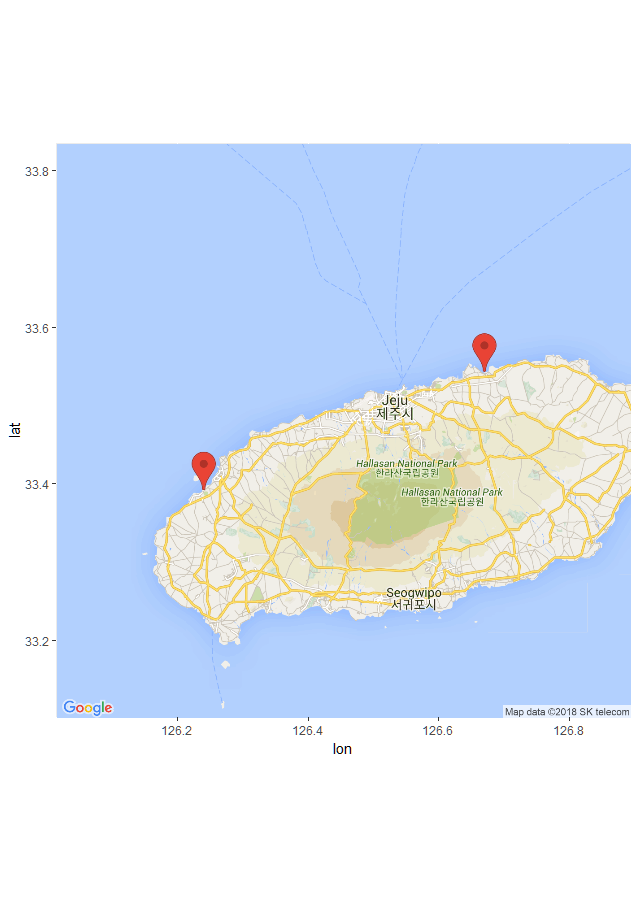 33.8
33.6
lat
Jeju
제주시
Hallasan National Park
한라산국립공원
33.4
Hallasan National Park
한라산국립공원
Seogwipo
서귀포시
33.2
Google
Map data ©2018 SK telecom
126.2
126.4
126.6
126.8
lon